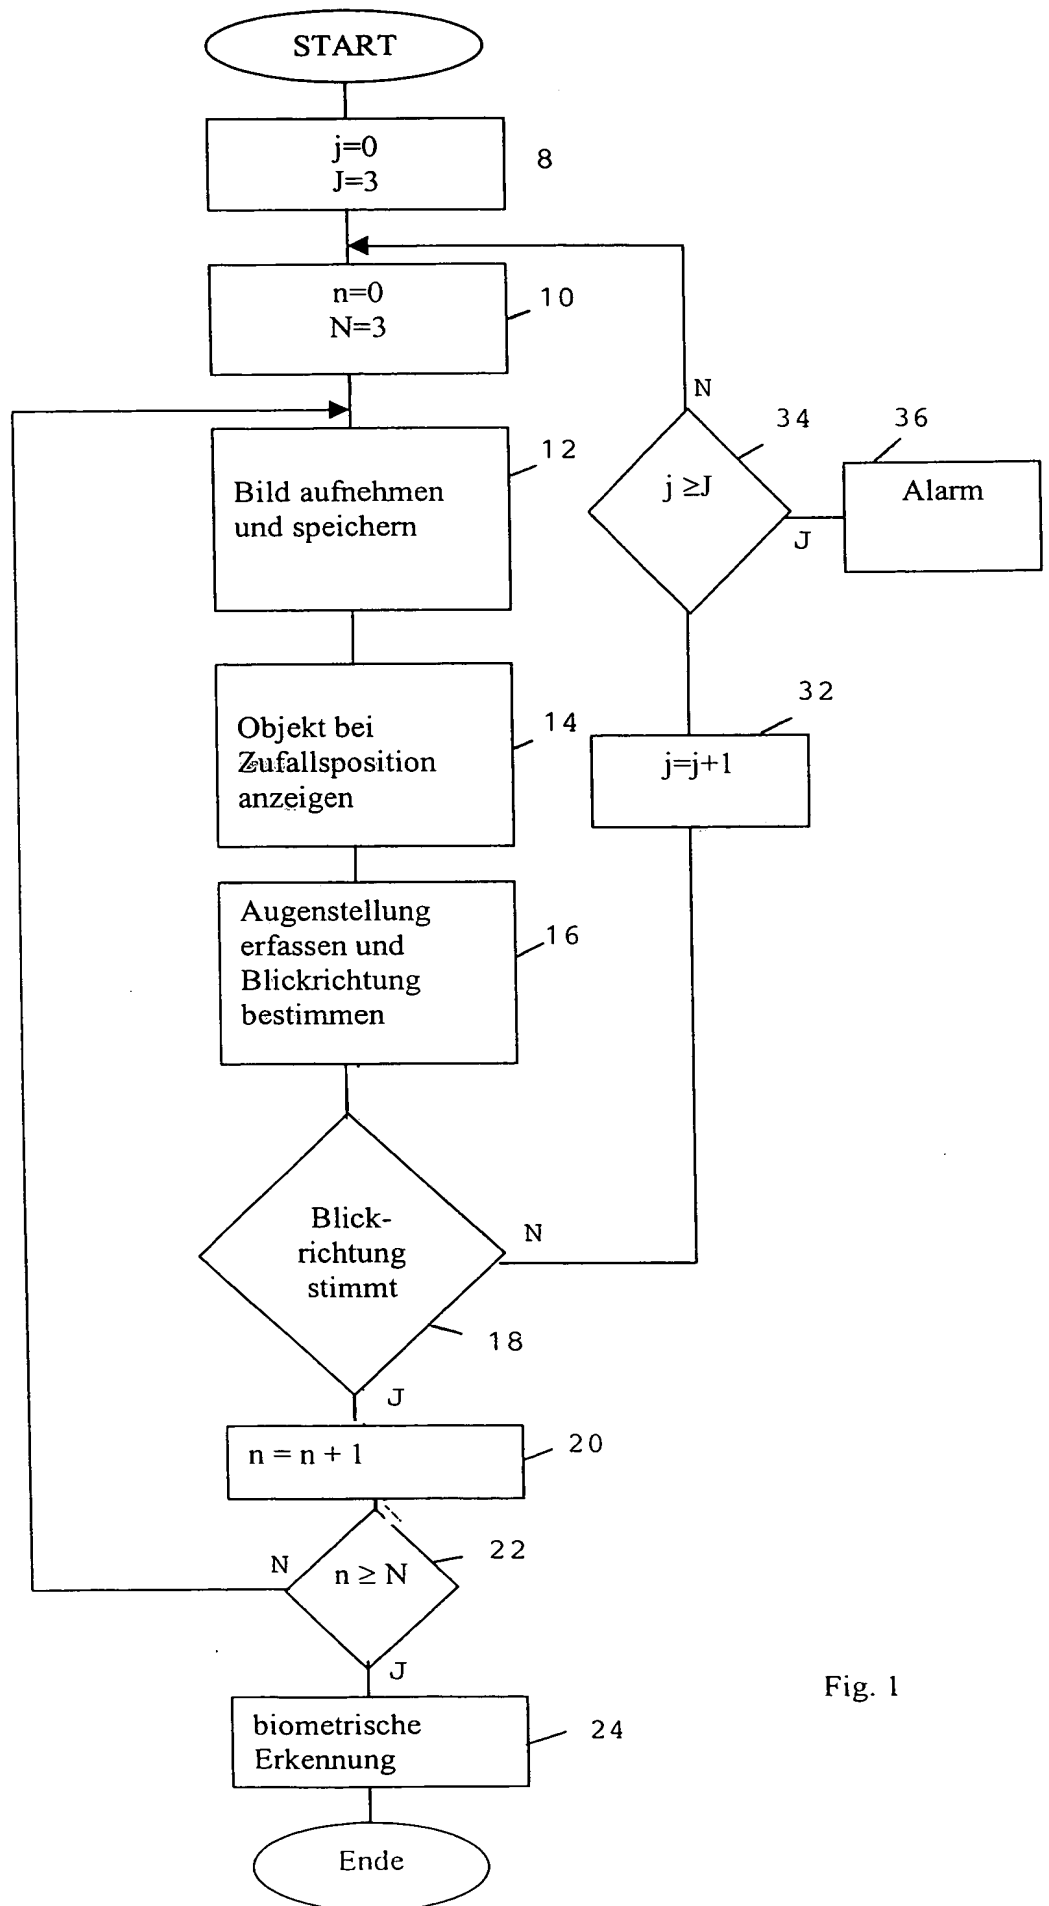 START
j=0
J=3
8
n=0
N=3
10
N
34
36
j ≥J
Alarm
J
12
Bild aufnehmen
und speichern
32
j=j+1
14
Objekt bei
Zufallsposition
anzeigen
Augenstellung
erfassen und
Blickrichtung
bestimmen
16
Blick-
richtung
stimmt
N
18
J
n = n + 1
20
N
n ≥ N
22
J
Fig. 1
biometrische
Erkennung
24
Ende